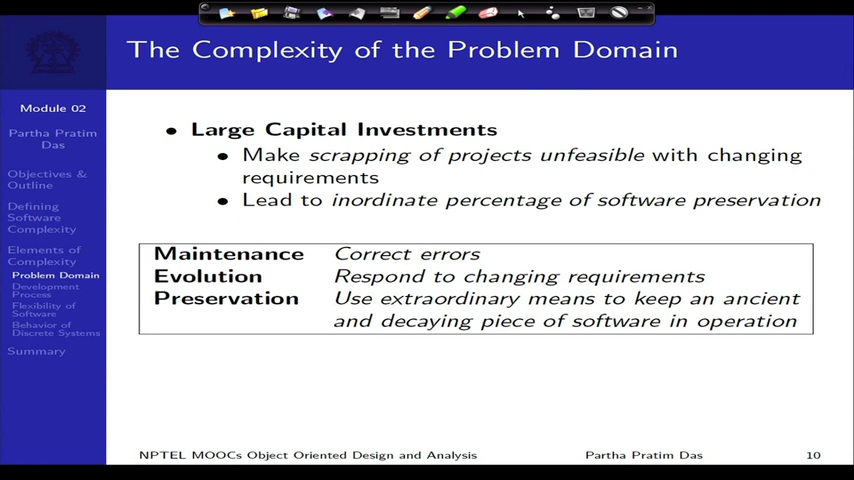 The Complexity of the Problem Domain
Module 02
Partha Pratim
Das
Objectives &
Outline
Defining
Software
Complexity
Elements of
Complexity
Problem Domain
Development
Process
Flexibility of
Software
Behavior of
Discrete Systems
Summary
• Large Capital Investments
• Make scrapping of projects unfeasible with changing
requirements
• Lead to inordinate percentage of software preservation
Maintenance Correct errors
Evolution Respond to changing requirements
Preservation Use extraordinary means to keep an ancient
and decaying piece of software in operation
NPTEL MOOCs Object Oriented Design and Analysis Partha Pratim Das 10